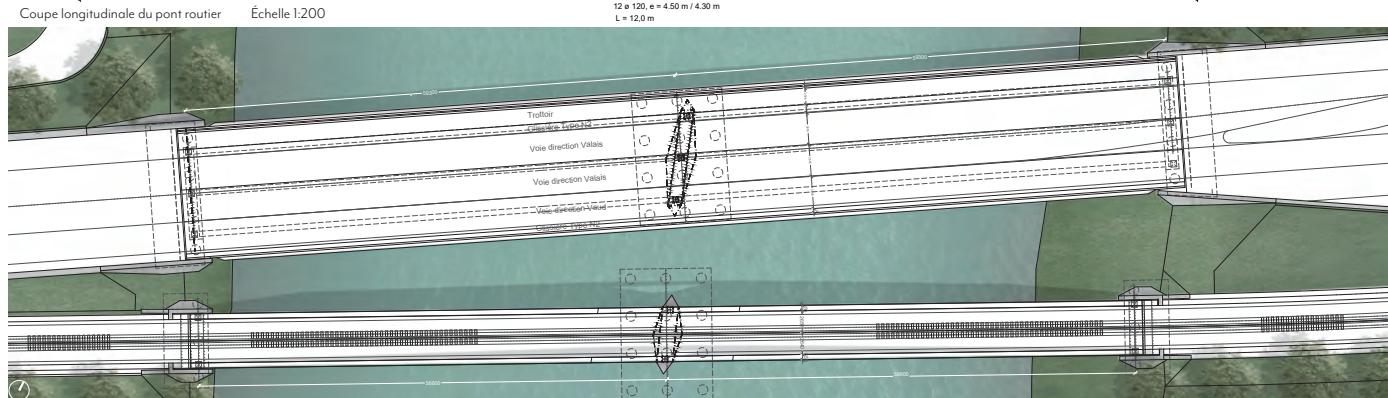 12 ø 120, e = 4.50 m / 4.30 m
Coupe longitudinale du pont routier Échelle 1:200
L = 12,0 m
Trottoir
Glissière Type N2
Voie direction Valais
Voie direction Valais
Voie direction Vaud
Glissière Type N2